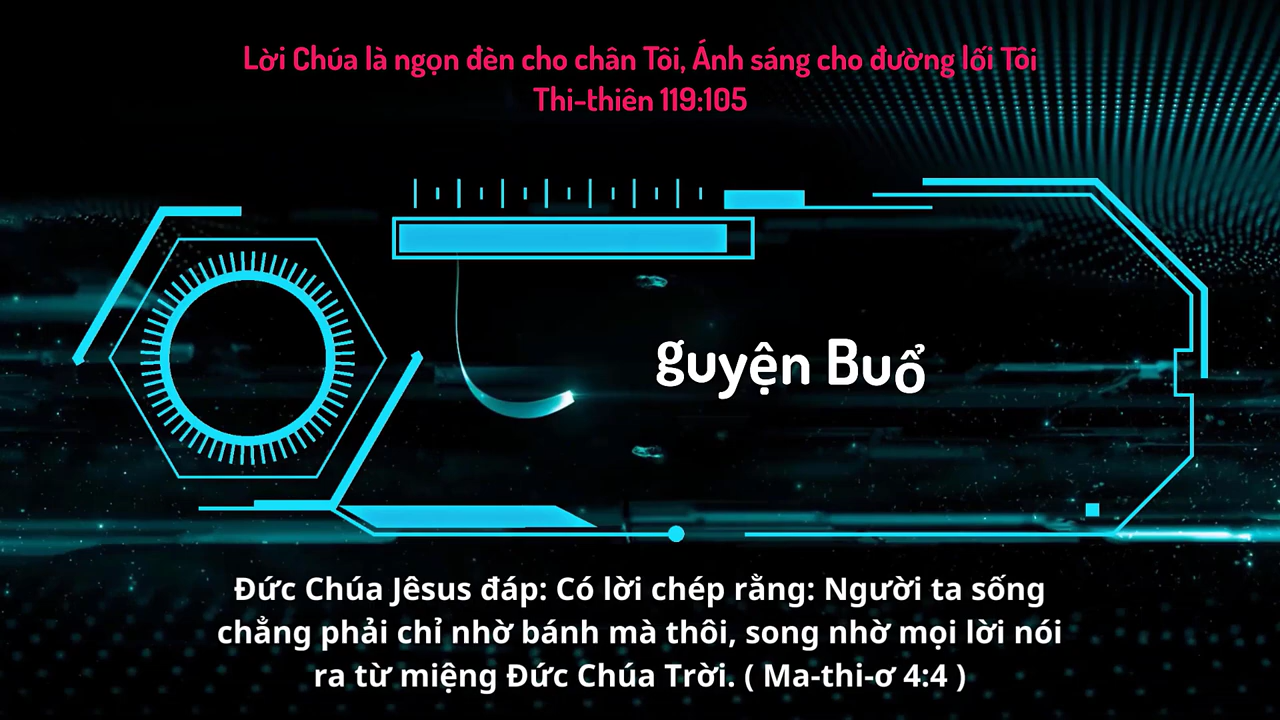 Lời Chúa là ngọn đèn cho chân Tôi, Ánh sáng cho đường lối Tôi
Thi-thiên 119:105
guyện Buổ
Đức Chúa Jêsus đáp: Có lời chép rằng: Người ta sống
chẳng phải chỉ nhờ bánh mà thôi, song nhờ mọi lời nói
ra từ miệng Đức Chúa Trời. ( Ma-thi-ơ 4:4 )